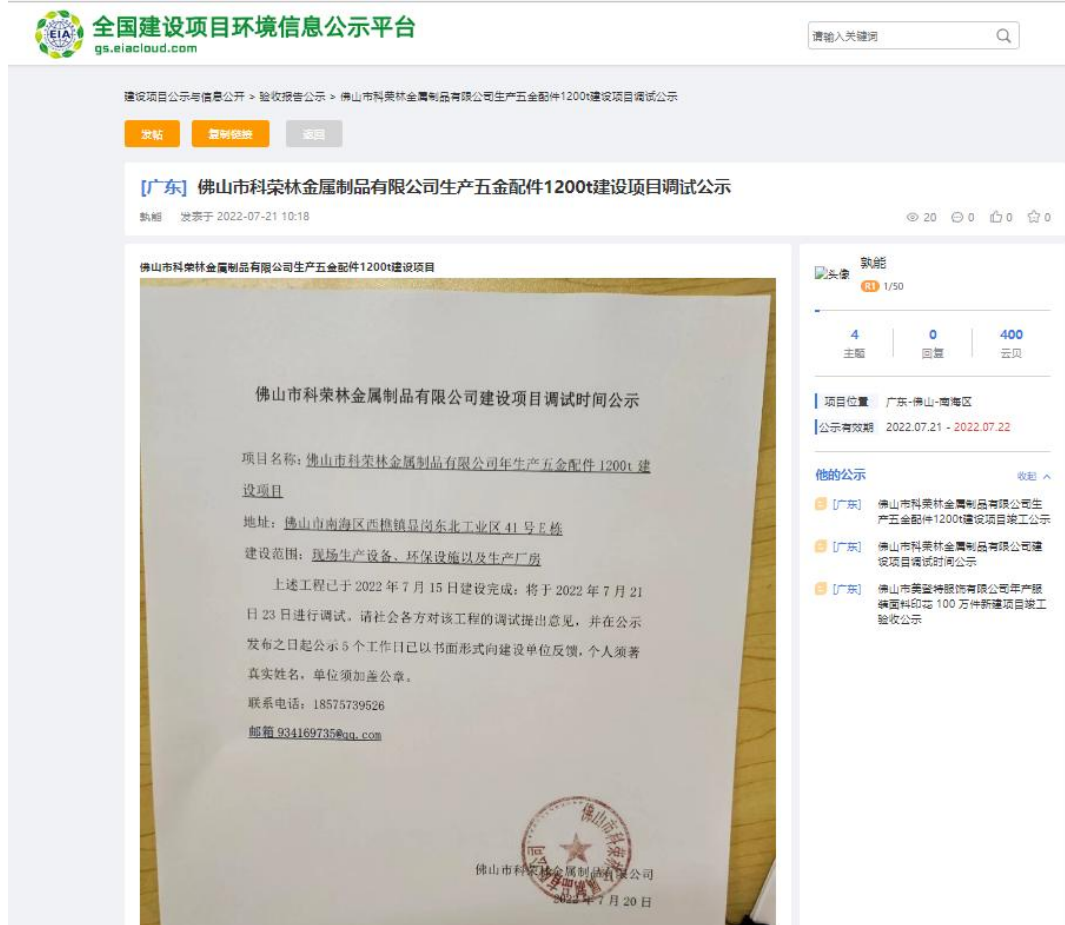 EIA
全国建设项目环境信息公示平台
gs.eiacloud.com
请输入关键词
建设项目公示与信息公开 > 验收报告公示 > 佛山市科荣林金属制品有限公司生产五金配件1200t建设项目调试公示
发帖 复制链接 返回
[广东] 佛山市科荣林金属制品有限公司生产五金配件1200t建设项目调试公示
孰能 发表于 2022-07-21 10:18
20 0 0 0
佛山市科荣林金属制品有限公司生产五金配件1200t建设项目
佛山市科荣林金属制品有限公司建设项目调试时间公示
项目名称：佛山市科荣林金属制品有限公司年生产五金配件 1200t 建
设项目
地址：佛山市南海区西樵镇显岗东北工业区 41 号 E 栋
建设范围：现场生产设备、环保设施以及生产厂房
上述工程已于 2022 年 7 月 15 日建设完成；将于 2022 年 7 月 21
日 23 日进行调试。请社会各方对该工程的调试提出意见，并在公示
发布之日起公示 5 个工作日已以书面形式向建设单位反馈，个人须著
真实姓名，单位须加盖公章。
联系电话：18575739526
邮箱 934169735@qq.com
佛山市科荣林金属制品有限公司
2022 年 7 月 20 日
头像
孰能
R1 1/50
4 0 400
主题 回复 云贝
项目位置 广东-佛山-南海区
公示有效期 2022.07.21 - 2022.07.22
他的公示 收起
[广东] 佛山市科荣林金属制品有限公司生
产五金配件1200t建设项目竣工公示
[广东] 佛山市科荣林金属制品有限公司建
设项目调试时间公示
[广东] 佛山市美登特服饰有限公司年产服
装面料印花 100 万件新建项目竣工
验收公示